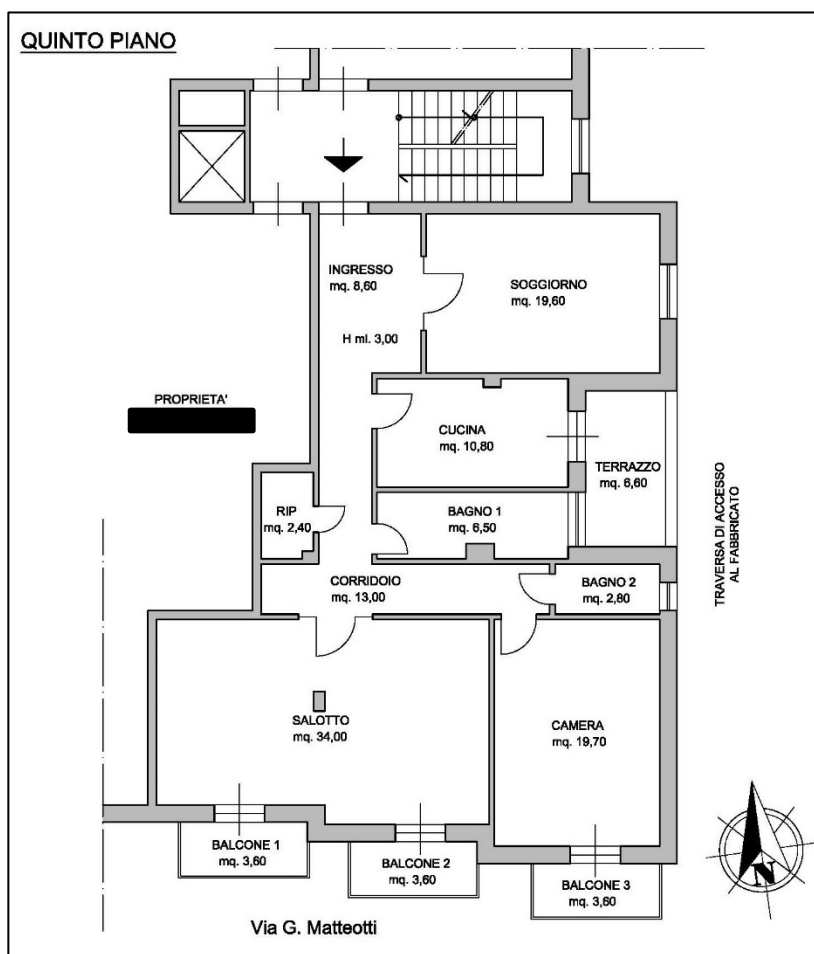 QUINTO PIANO
INGRESSO
mq. 8,60
SOGGIORNO
mq. 19,60
H ml. 3,00
PROPRIETA'
CUCINA
mq. 10,80
TERRAZZO
mq. 6,60
RIP
mq. 2,40
BAGNO 1
mq. 6,50
TRAVERSA DI ACCESSO
AL FABBRICATO
CORRIDOIO
mq. 13,00
BAGNO 2
mq. 2,80
SALOTTO
mq. 34,00
CAMERA
mq. 19,70
BALCONE 1
mq. 3,60
BALCONE 2
mq. 3,60
BALCONE 3
mq. 3,60
N
Via G. Matteotti